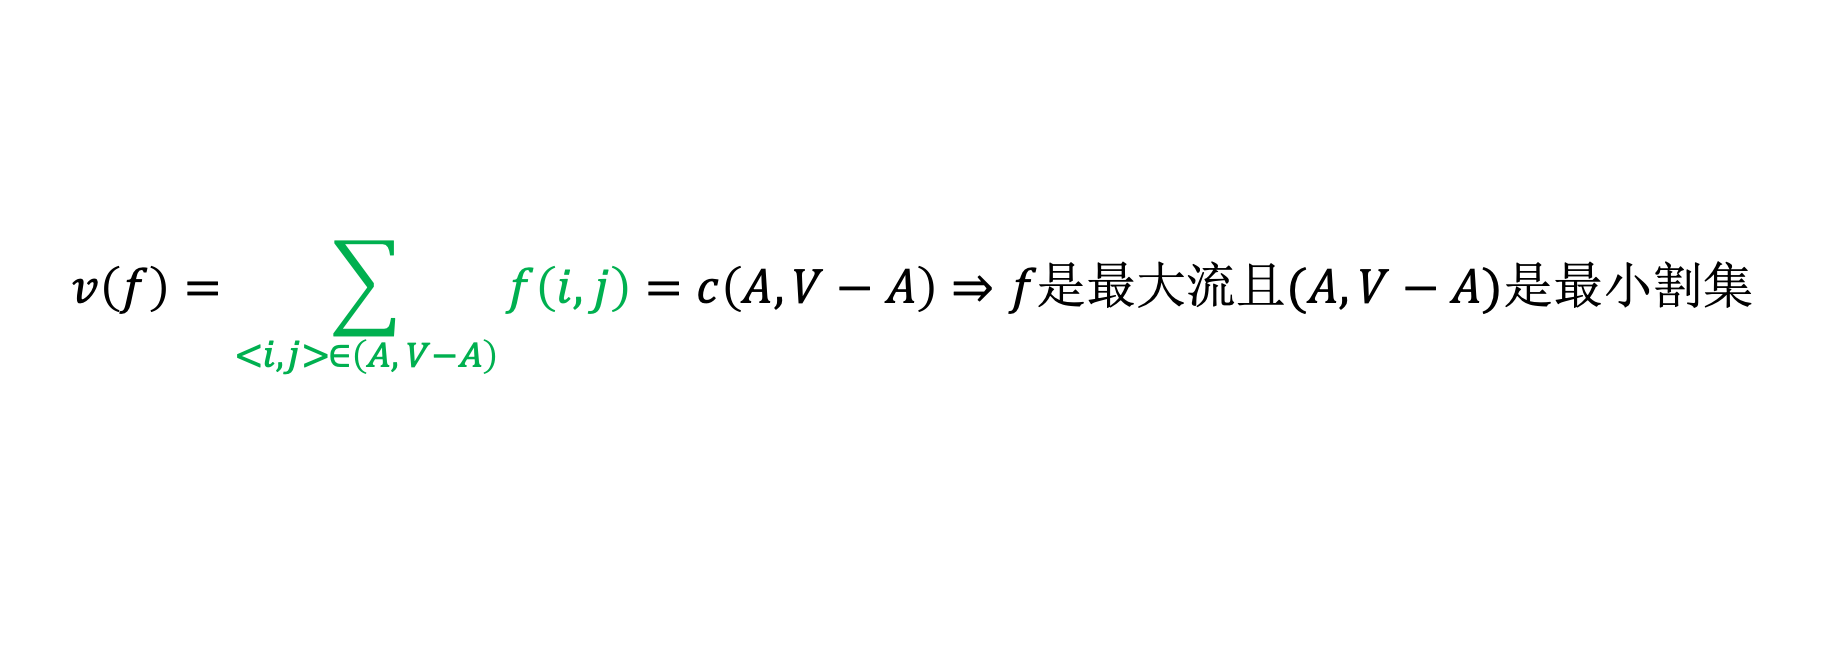 v(f) = ∑ f(i,j) = c(A,V − A) ⇒ f是最大流且(A,V − A)是最小割集
<i,j>∈(A,V−A)